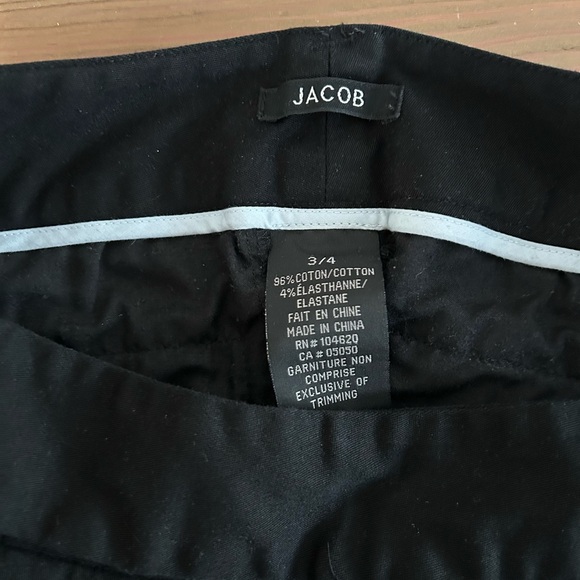 JACOB
3/4
96%COTON/COTTON
4%ÉLASTHANNE/
ELASTANE
FAIT EN CHINE
MADE IN CHINA
RN# 104620
CA # 05050
GARNITURE NON
COMPRISE
EXCLUSIVE OF
TRIMMING